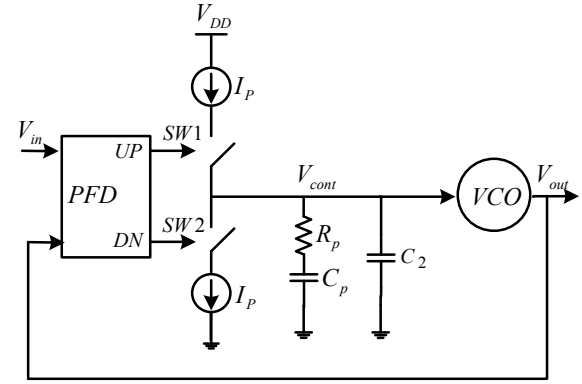 V_DD
I_P
V_in
UP
SW1
PFD
V_cont
VCO
V_out
DN
SW2
R_p
C_2
C_p
I_P